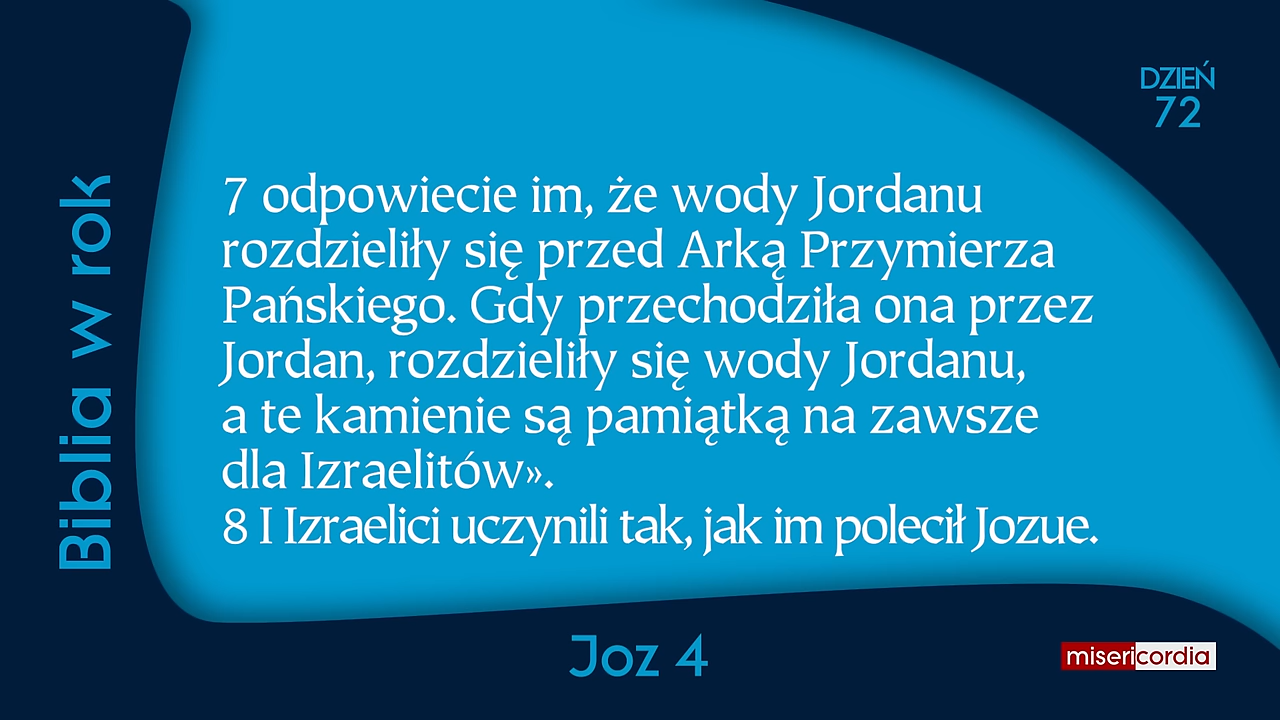 DZIEŃ
72
Biblia w rok
7 odpowiecie im, że wody Jordanu
rozdzieliły się przed Arką Przymierza
Pańskiego. Gdy przechodziła ona przez
Jordan, rozdzieliły się wody Jordanu,
a te kamienie są pamiątką na zawsze
dla Izraelitów».
8 I Izraelici uczynili tak, jak im polecił Jozue.
Joz 4
misericordia